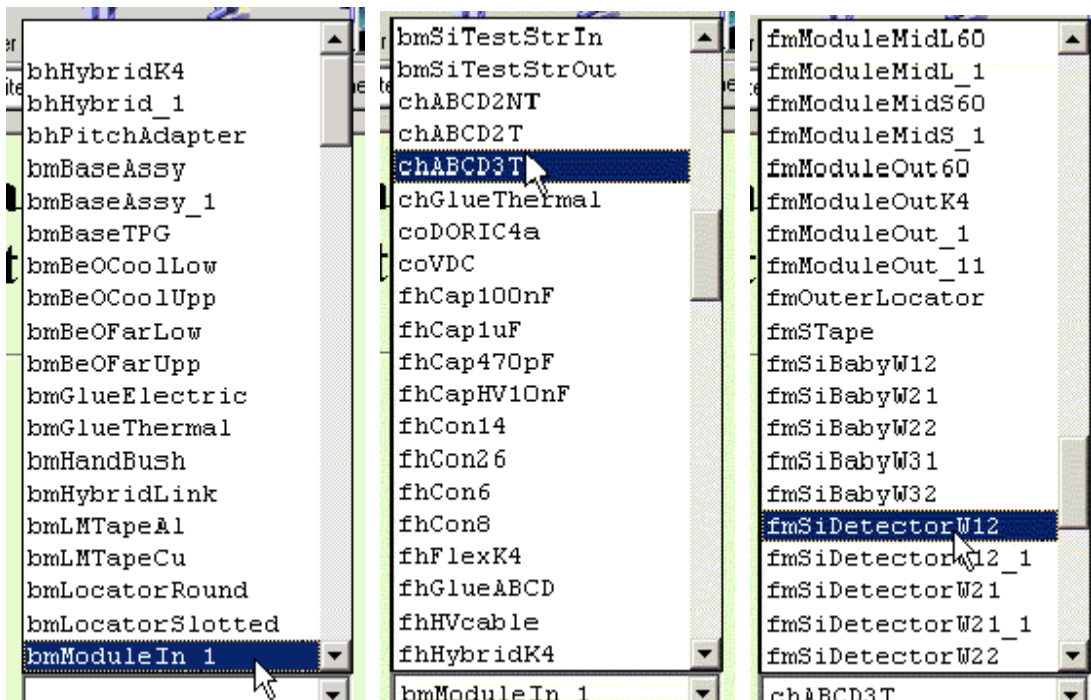 bhHybridK4
bhHybrid_1
bhPitchAdapter
bmBaseAssy
bmBaseAssy_1
bmBaseTPG
bmBeOCoolLow
bmBeOCoolUpp
bmBeOFarLow
bmBeOFarUpp
bmGlueElectric
bmGlueThermal
bmHandBush
bmHybridLink
bmLMTapeAl
bmLMTapeCu
bmLocatorRound
bmLocatorSlotted
bmModuleIn_1
bmSiTestStrIn
bmSiTestStrOut
chABCD2NT
chABCD2T
chABCD3T
chGlueThermal
coDORIC4a
coVDC
fhCap100nF
fhCap1uF
fhCap470pF
fhCapHV10nF
fhCon14
fhCon26
fhCon6
fhCon8
fhFlexK4
fhGlueABCD
fhHVcable
fhHybridK4
bmModuleIn_1
fmModuleMidL60
fmModuleMidL_1
fmModuleMidS60
fmModuleMidS_1
fmModuleOut60
fmModuleOutK4
fmModuleOut_1
fmModuleOut_11
fmOuterLocator
fmSTape
fmSiBabyW12
fmSiBabyW21
fmSiBabyW22
fmSiBabyW31
fmSiBabyW32
fmSiDetectorW12
fmSiDetectorW12_1
fmSiDetectorW21
fmSiDetectorW21_1
fmSiDetectorW22
chABCD3T